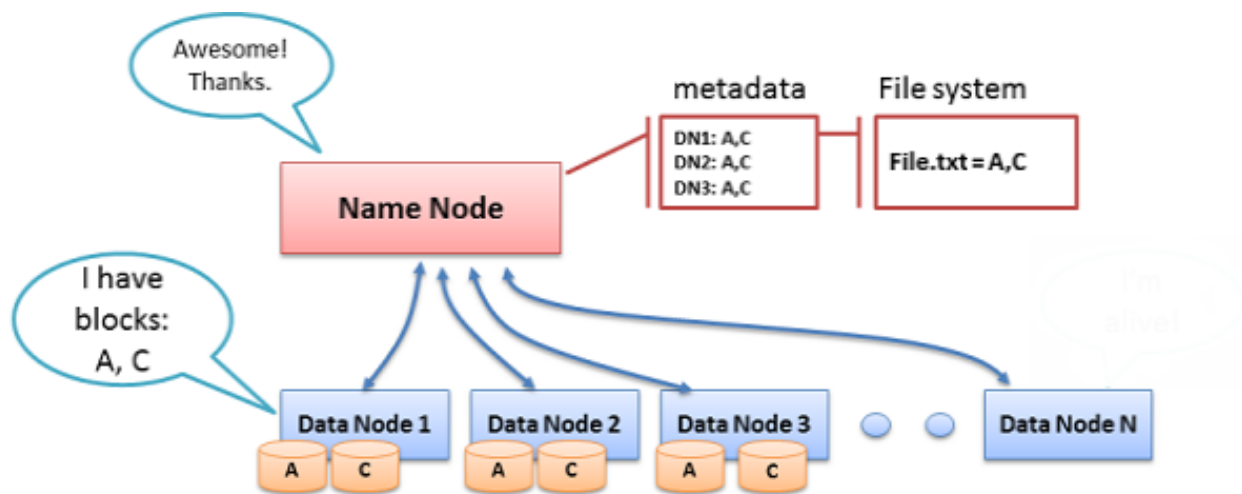 Awesome!
Thanks.
metadata
File system
DN1: A,C
DN2: A,C
DN3: A,C
File.txt = A,C
Name Node
I have
blocks:
A, C
I'm
alive!
Data Node 1
Data Node 2
Data Node 3
Data Node N
A
C
A
C
A
C